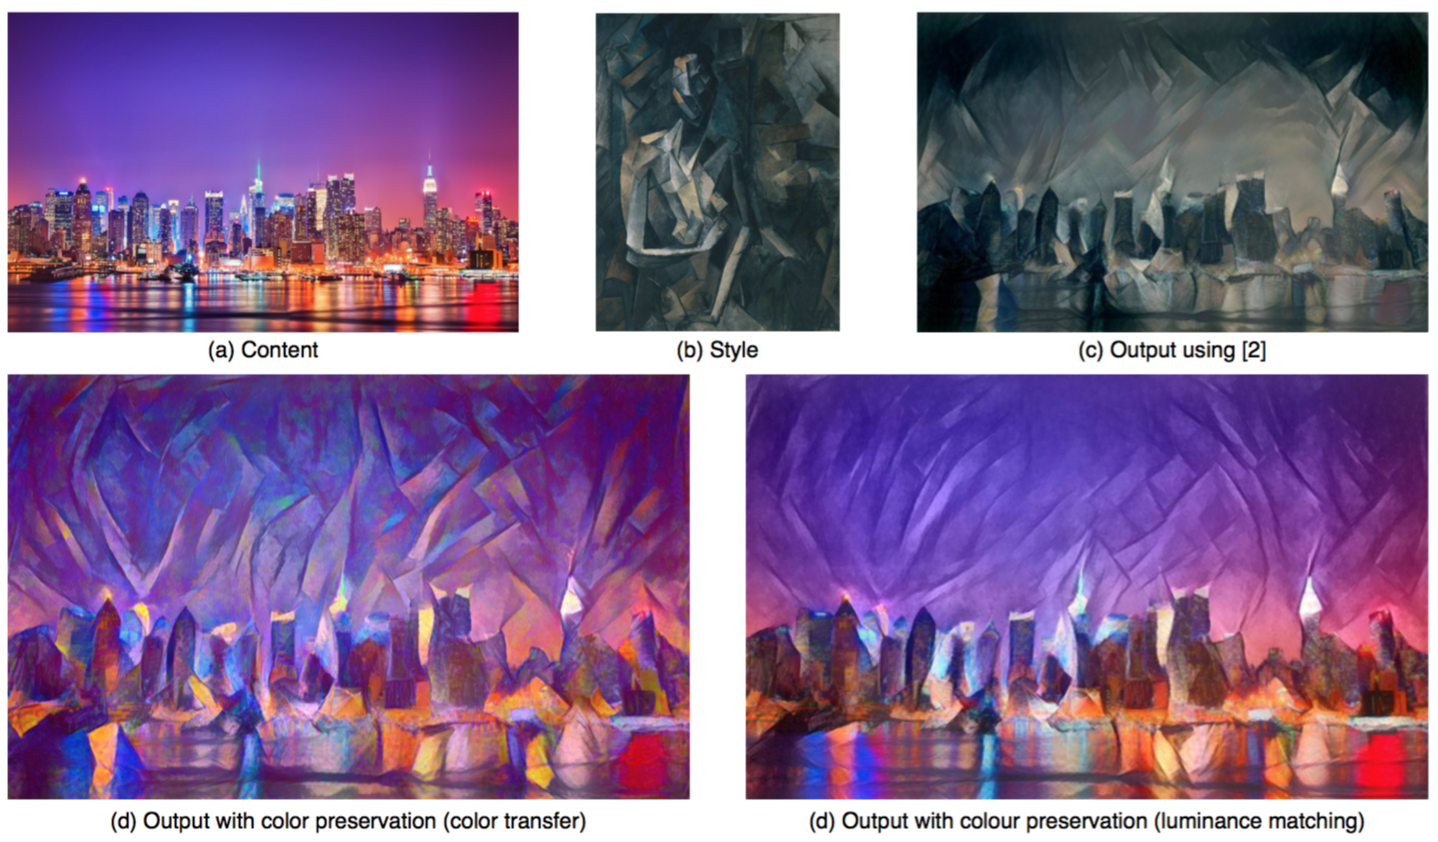 (a) Content
(b) Style
(c) Output using [2]
(d) Output with color preservation (color transfer)
(d) Output with colour preservation (luminance matching)